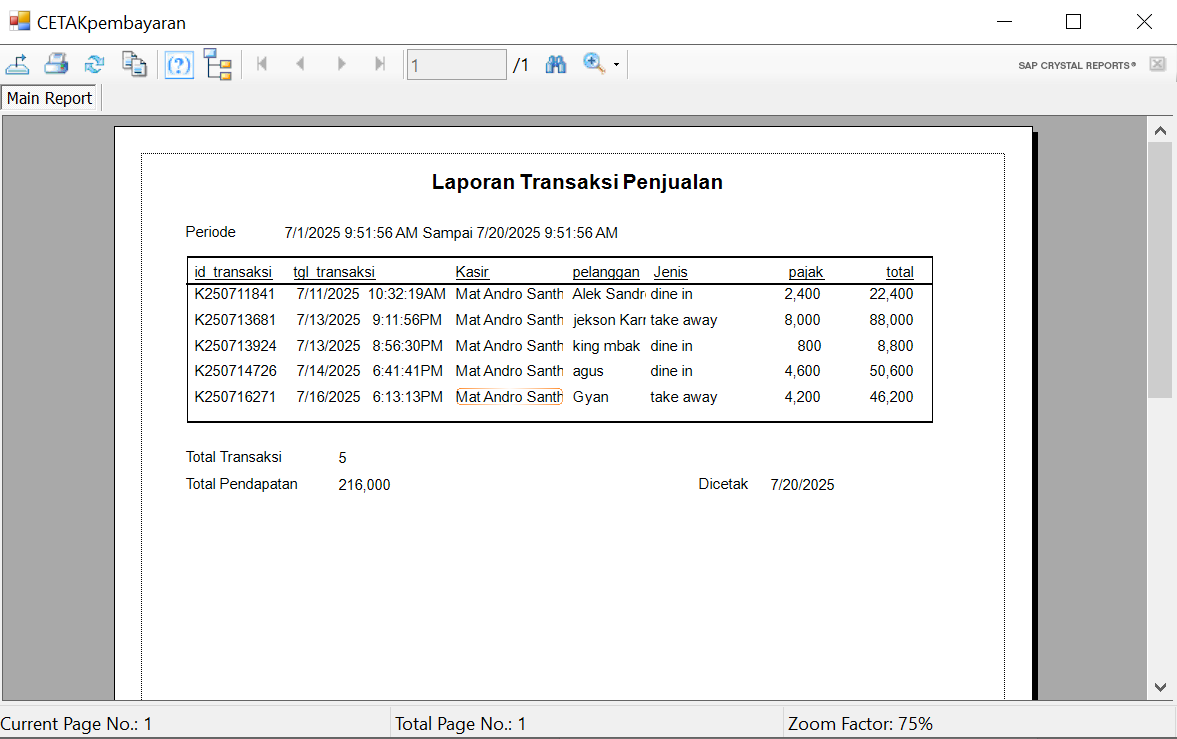 CETAKpembayaran
1 /1 SAP CRYSTAL REPORTS®
Main Report
Laporan Transaksi Penjualan
Periode 7/1/2025 9:51:56 AM Sampai 7/20/2025 9:51:56 AM
id_transaksi tgl_transaksi Kasir pelanggan Jenis pajak total
K250711841 7/11/2025 10:32:19AM Mat Andro Santh Alek Sandr dine in 2,400 22,400
K250713681 7/13/2025 9:11:56PM Mat Andro Santh jekson Karr take away 8,000 88,000
K250713924 7/13/2025 8:56:30PM Mat Andro Santh king mbak dine in 800 8,800
K250714726 7/14/2025 6:41:41PM Mat Andro Santh agus dine in 4,600 50,600
K250716271 7/16/2025 6:13:13PM Mat Andro Santh Gyan take away 4,200 46,200
Total Transaksi 5
Total Pendapatan 216,000 Dicetak 7/20/2025
Current Page No.: 1 Total Page No.: 1 Zoom Factor: 75%